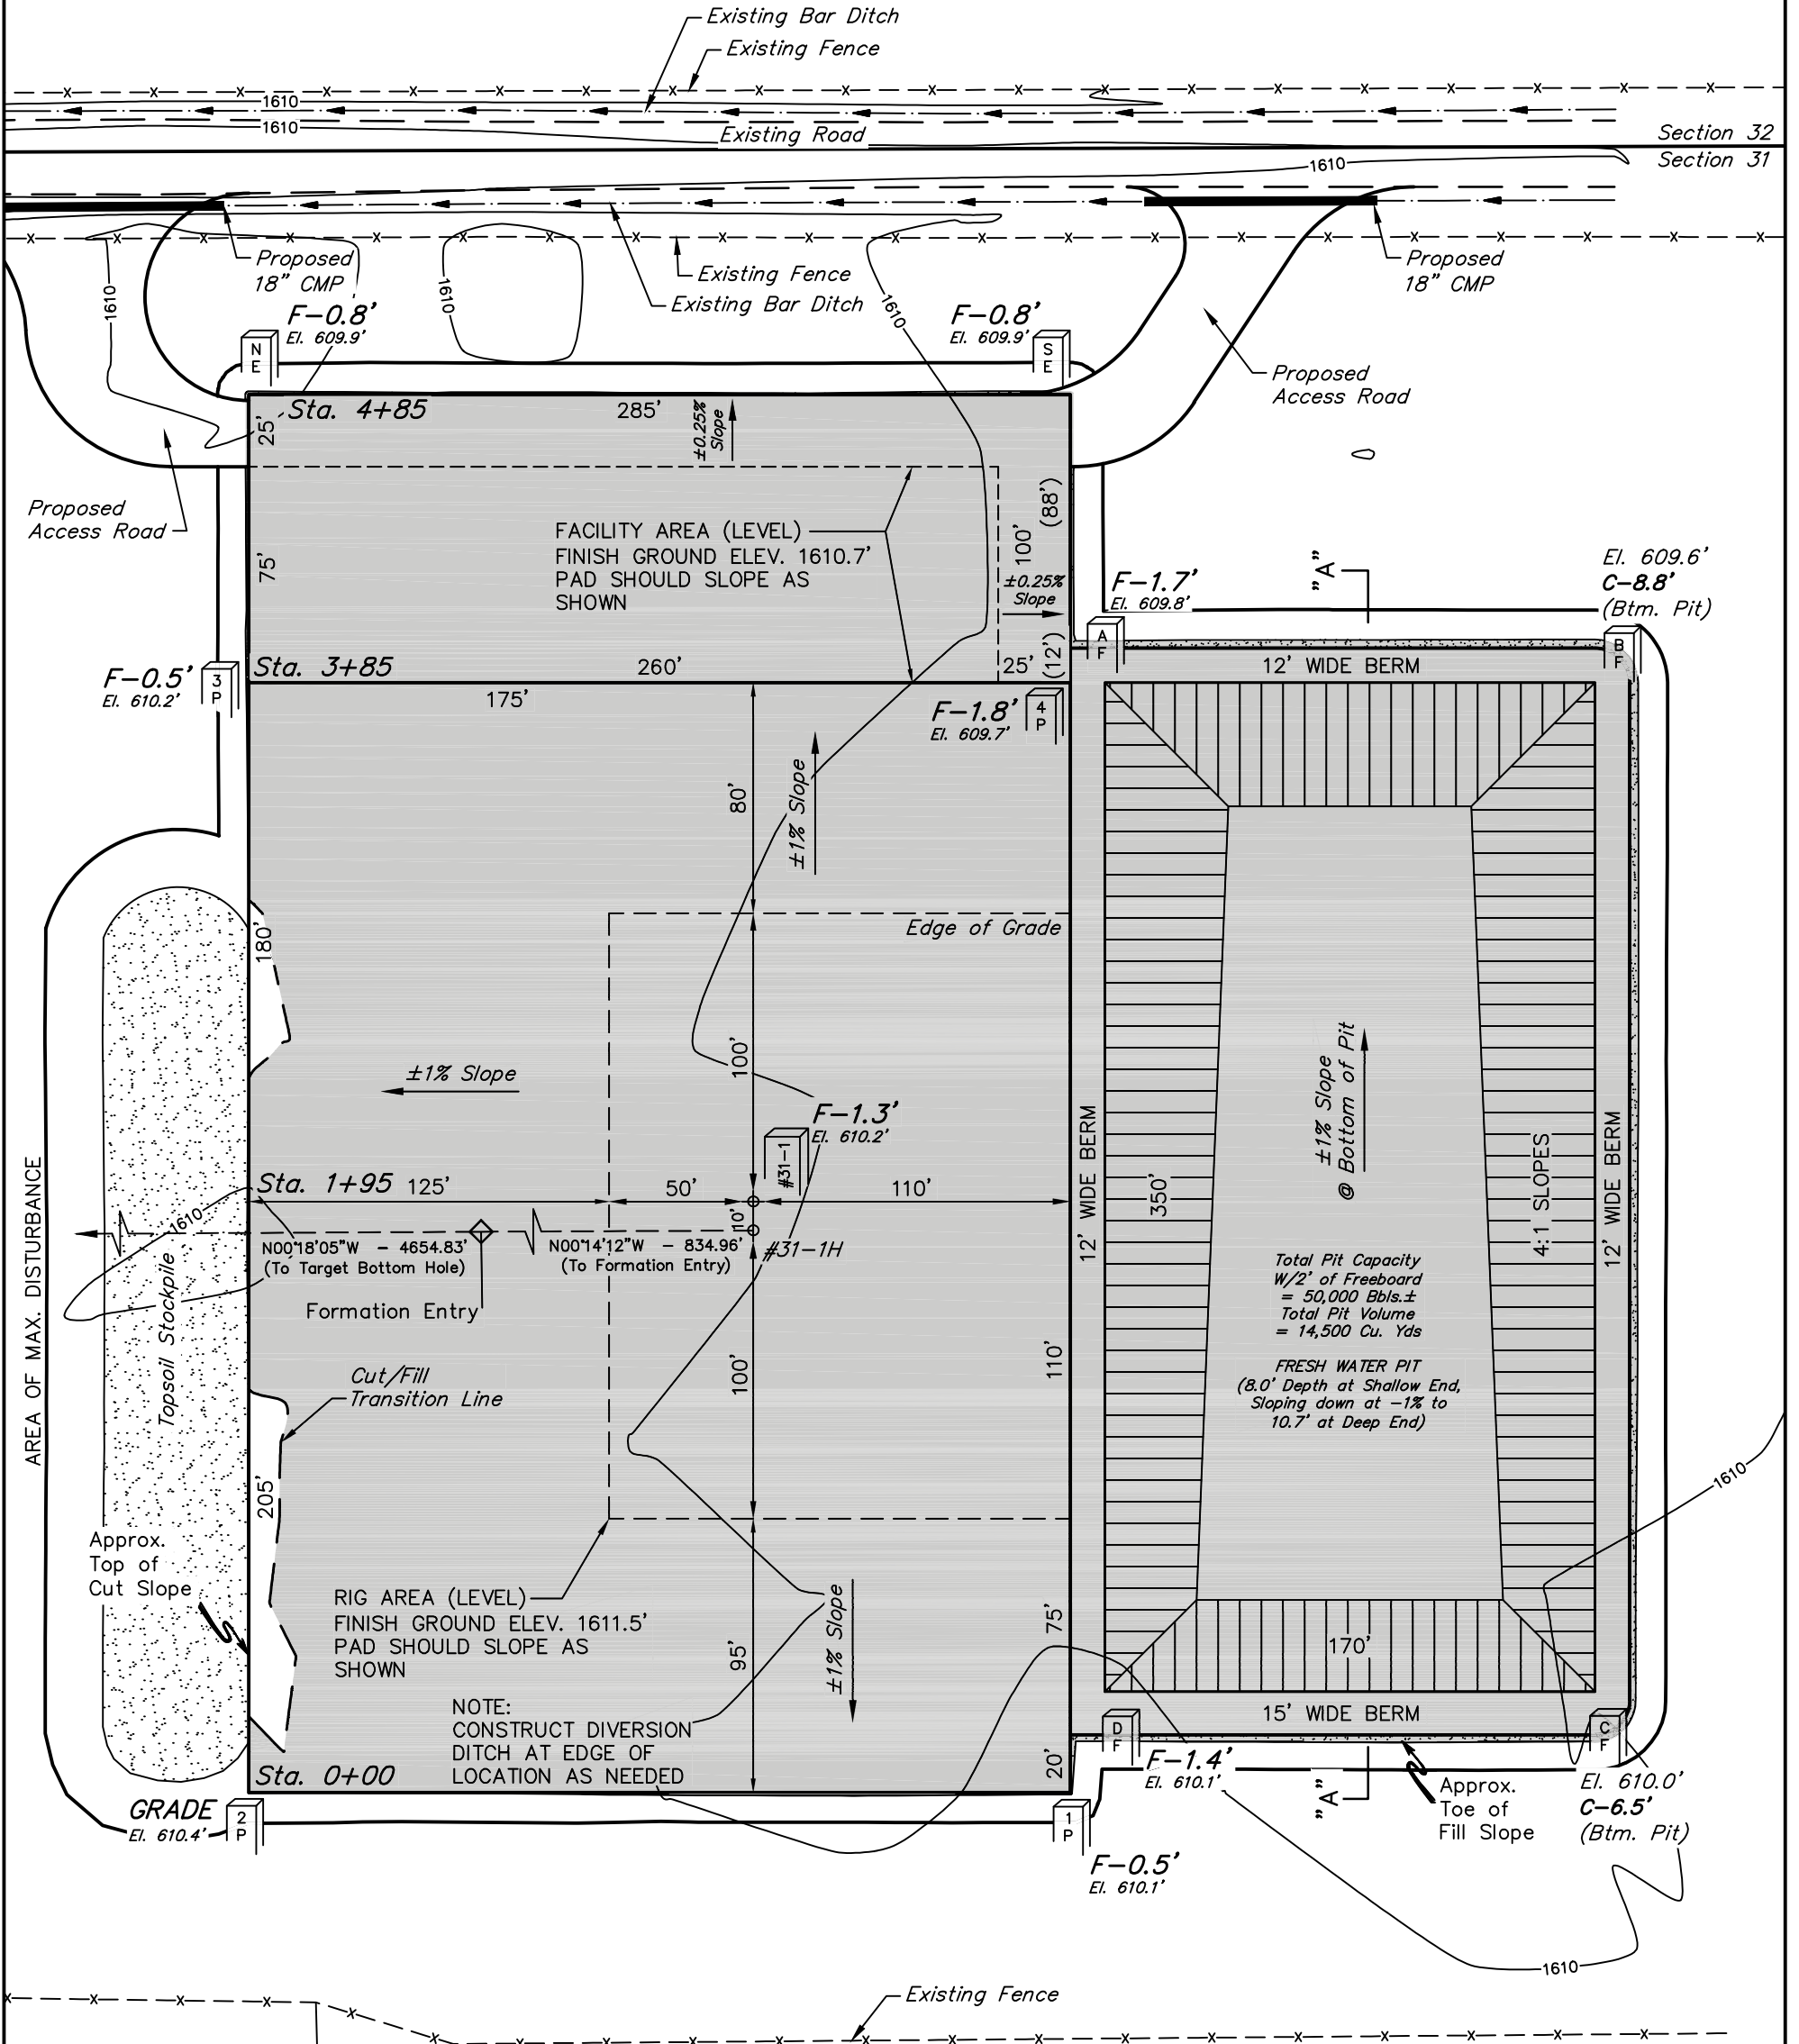 Existing Bar Ditch
Existing Fence
1610
1610
Existing Road
Section 32
Section 31
1610
Proposed
18” CMP
Existing Fence
Existing Bar Ditch
Proposed
18” CMP
1610
1610
1610
F-0.8’
El. 609.9’
F-0.8’
El. 609.9’
N
E
S
E
Proposed
Access Road
Sta. 4+85
285’
25’
±0.25%
Slope
Proposed
Access Road
75’
FACILITY AREA (LEVEL)
FINISH GROUND ELEV. 1610.7’
PAD SHOULD SLOPE AS
SHOWN
100’
(88’)
±0.25%
Slope
F-1.7’
El. 609.8’
”A”
El. 609.6’
C-8.8’
(Btm. Pit)
A
F
B
F
F-0.5’
El. 610.2’
3
P
Sta. 3+85
260’
25’
(12’)
12’ WIDE BERM
175’
F-1.8’
El. 609.7’
4
P
80’
±1% Slope
Edge of Grade
180’
100’
±1% Slope
±1% Slope
@ Bottom of Pit
F-1.3’
El. 610.2’
#31-1
AREA OF MAX. DISTURBANCE
Sta. 1+95
125’
50’
110’
12’ WIDE BERM
350’
4:1 SLOPES
12’ WIDE BERM
1610
10’
#31-1H
N00°18’05”W - 4654.83’
(To Target Bottom Hole)
N00°14’12”W - 834.96’
(To Formation Entry)
Formation Entry
Topsoil Stockpile
Total Pit Capacity
W/2’ of Freeboard
= 50,000 Bbls.±
Total Pit Volume
= 14,500 Cu. Yds
FRESH WATER PIT
(8.0’ Depth at Shallow End,
Sloping down at -1% to
10.7’ at Deep End)
Cut/Fill
Transition Line
100’
110’
205’
1610
Approx.
Top of
Cut Slope
RIG AREA (LEVEL)
FINISH GROUND ELEV. 1611.5’
PAD SHOULD SLOPE AS
SHOWN
95’
±1% Slope
75’
170’
NOTE:
CONSTRUCT DIVERSION
DITCH AT EDGE OF
LOCATION AS NEEDED
15’ WIDE BERM
D
F
C
F
Sta. 0+00
20’
F-1.4’
El. 610.1’
”A”
Approx.
Toe of
Fill Slope
El. 610.0’
C-6.5’
(Btm. Pit)
GRADE
El. 610.4’
2
P
1
P
F-0.5’
El. 610.1’
1610
Existing Fence